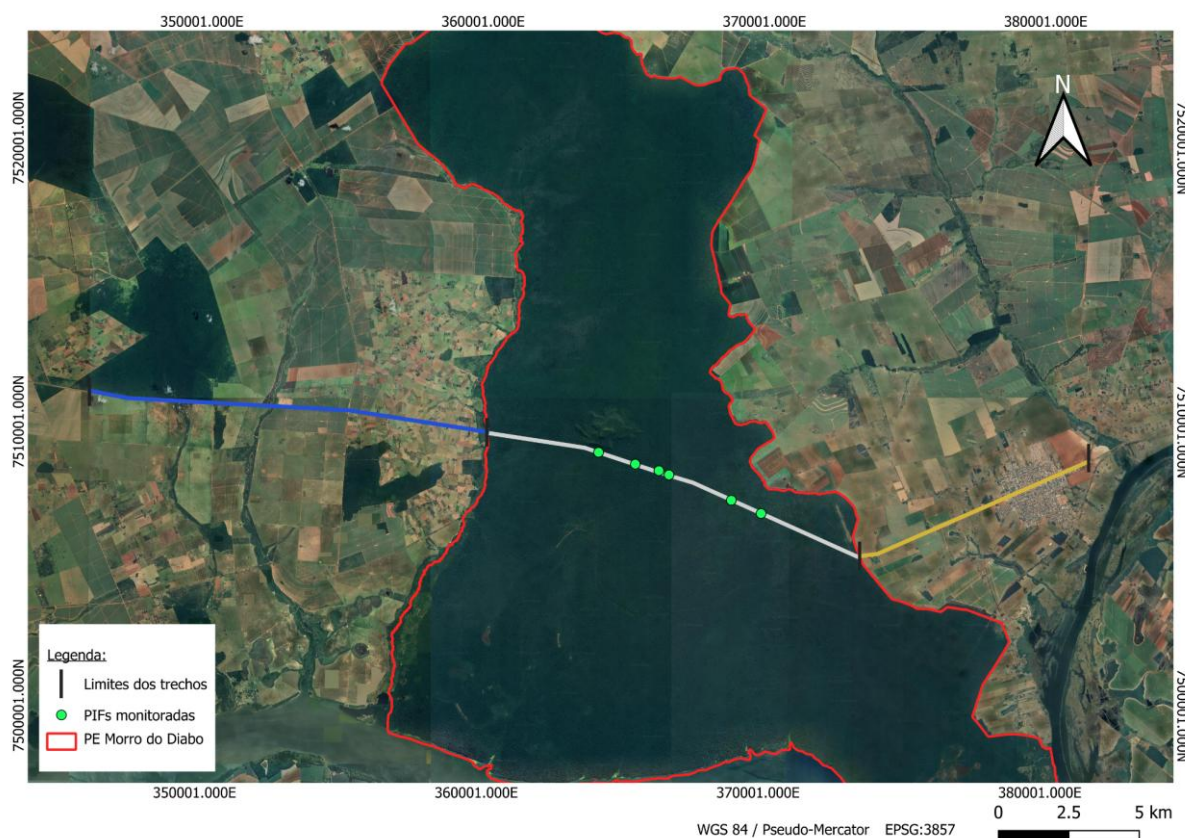 350001.000E 360001.000E 370001.000E 380001.000E
7520001.000N 7520001.000N
N
7510001.000N 7510001.000N
7500001.000N 7500001.000N
Legenda:
Limites dos trechos
PIFs monitoradas
PE Morro do Diabo
350001.000E 360001.000E 370001.000E 380001.000E
0 2.5 5 km
WGS 84 / Pseudo-Mercator EPSG:3857